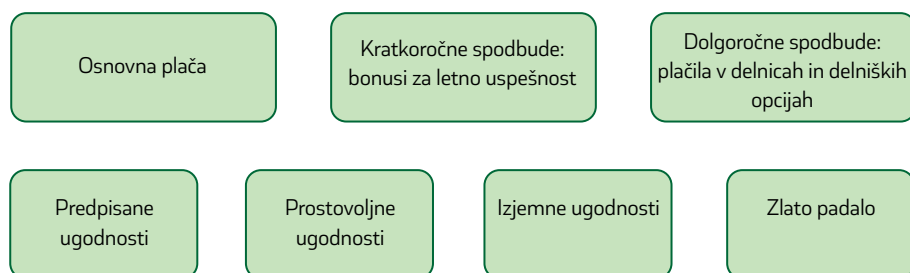 Osnovna plača
Kratkoročne spodbude:
bonusi za letno uspešnost
Dolgoročne spodbude:
plačila v delnicah in delniških
opcijah
Predpisane
ugodnosti
Prostovoljne
ugodnosti
Izjemne ugodnosti
Zlato padalo